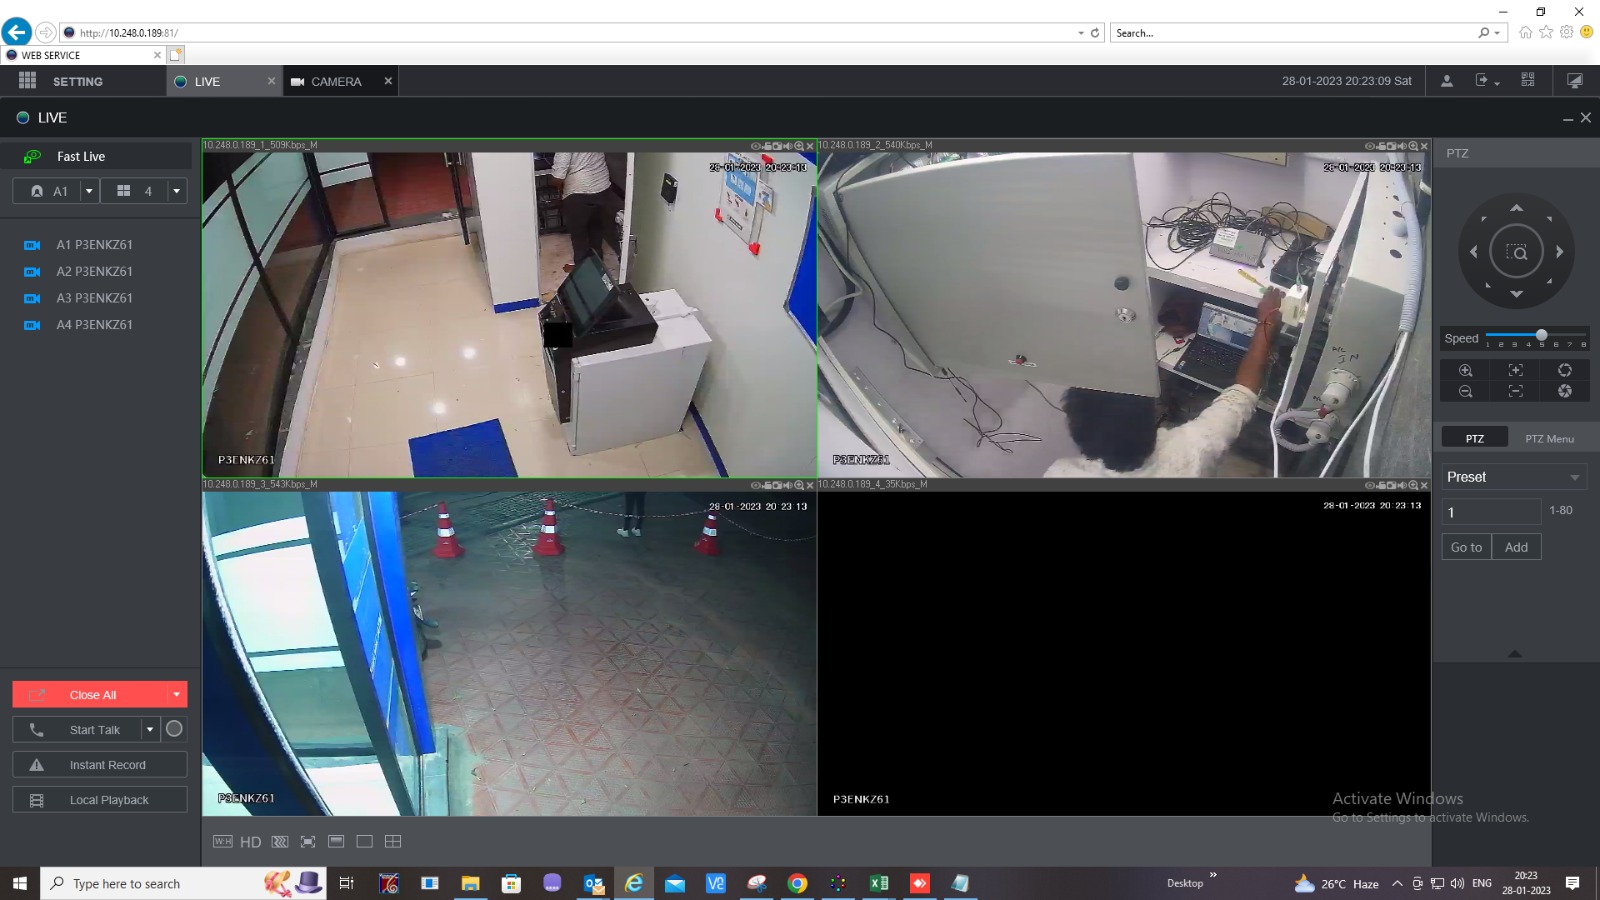 http://10.248.0.189:81/
Search...
WEB SERVICE
SETTING
LIVE
CAMERA
28-01-2023 20:23:09 Sat
LIVE
Fast Live
A1
4
A1 P3ENKZ61
A2 P3ENKZ61
A3 P3ENKZ61
A4 P3ENKZ61
Close All
Start Talk
Instant Record
Local Playback
10.248.0.189_1_509Kbps_M
28-01-2023 20:23:13
P3ENKZ61
10.248.0.189_2_540Kbps_M
28-01-2023 20:23:13
IN
P3ENKZ61
10.248.0.189_3_543Kbps_M
28-01-2023 20:23:13
P3ENKZ61
10.248.0.189_4_35Kbps_M
28-01-2023 20:23:13
P3ENKZ61
W:H HD
PTZ
Speed
1 2 3 4 5 6 7 8
PTZ
PTZ Menu
Preset
1
1-80
Go to
Add
Activate Windows
Go to Settings to activate Windows.
Type here to search
Desktop
26°C Haze
ENG
20:23
28-01-2023